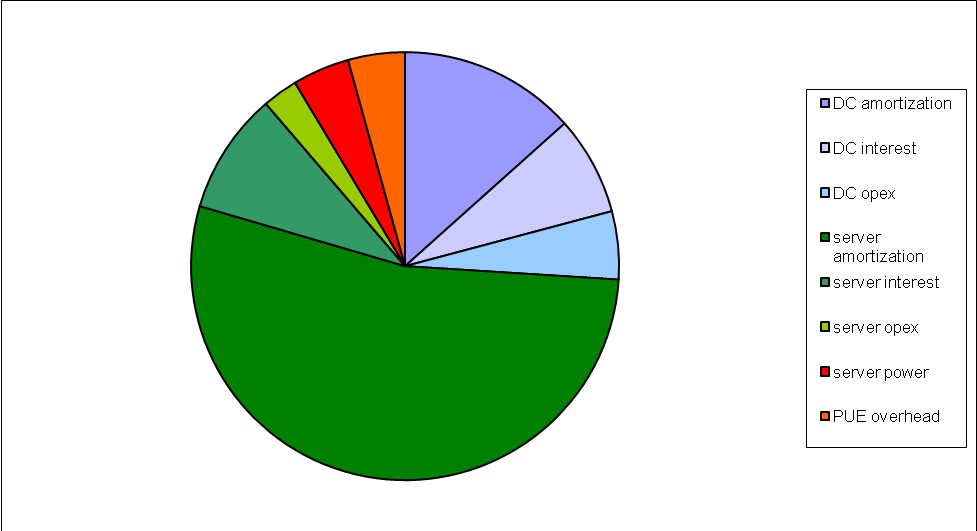 DC amortization
DC interest
DC opex
server
amortization
server interest
server opex
server power
PUE overhead